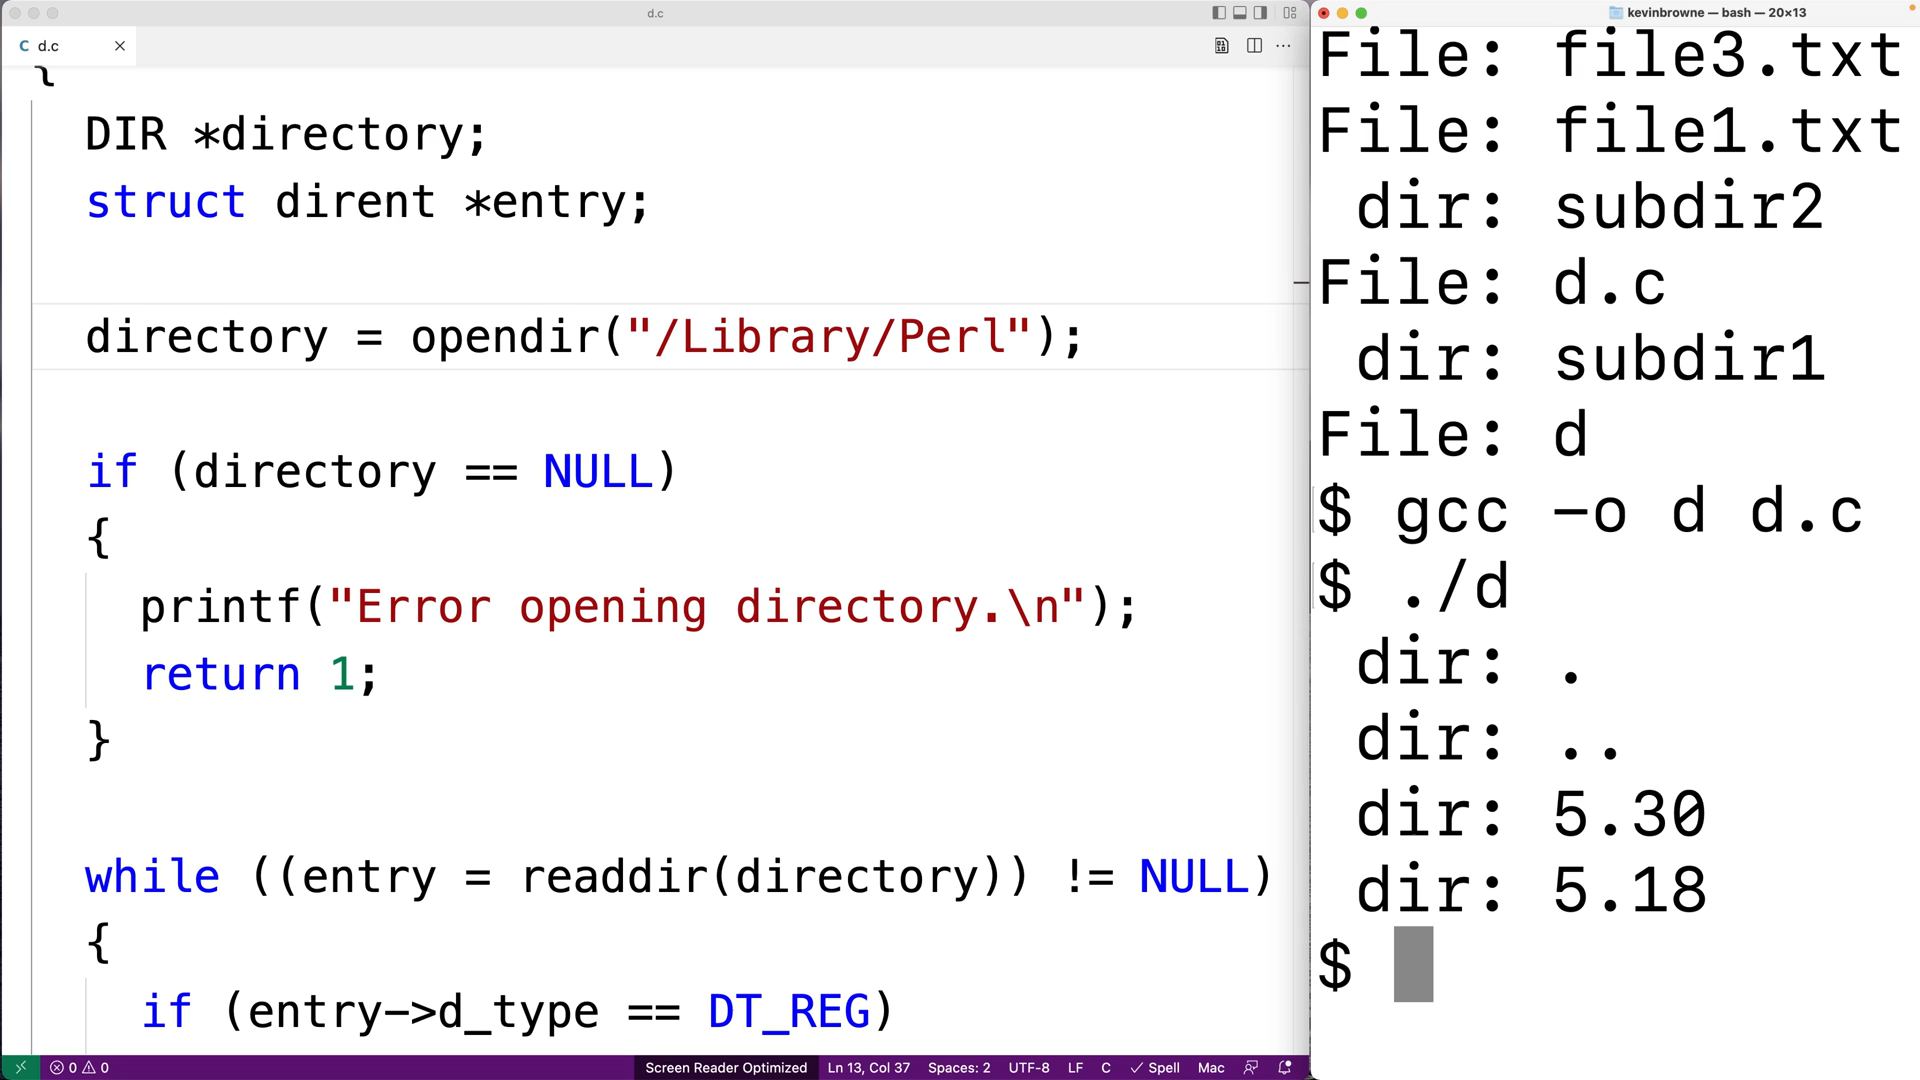 d.c
C d.c
{
DIR *directory;
struct dirent *entry;
directory = opendir("/Library/Perl");
if (directory == NULL)
{
printf("Error opening directory.\n");
return 1;
}
while ((entry = readdir(directory)) != NULL)
{
if (entry->d_type == DT_REG)
0 0
Screen Reader Optimized
Ln 13, Col 37
Spaces: 2
UTF-8
LF
C
Spell
Mac
kevinbrowne — bash — 20×13
File: file3.txt
File: file1.txt
dir: subdir2
File: d.c
dir: subdir1
File: d
$ gcc -o d d.c
$ ./d
dir: .
dir: ..
dir: 5.30
dir: 5.18
$